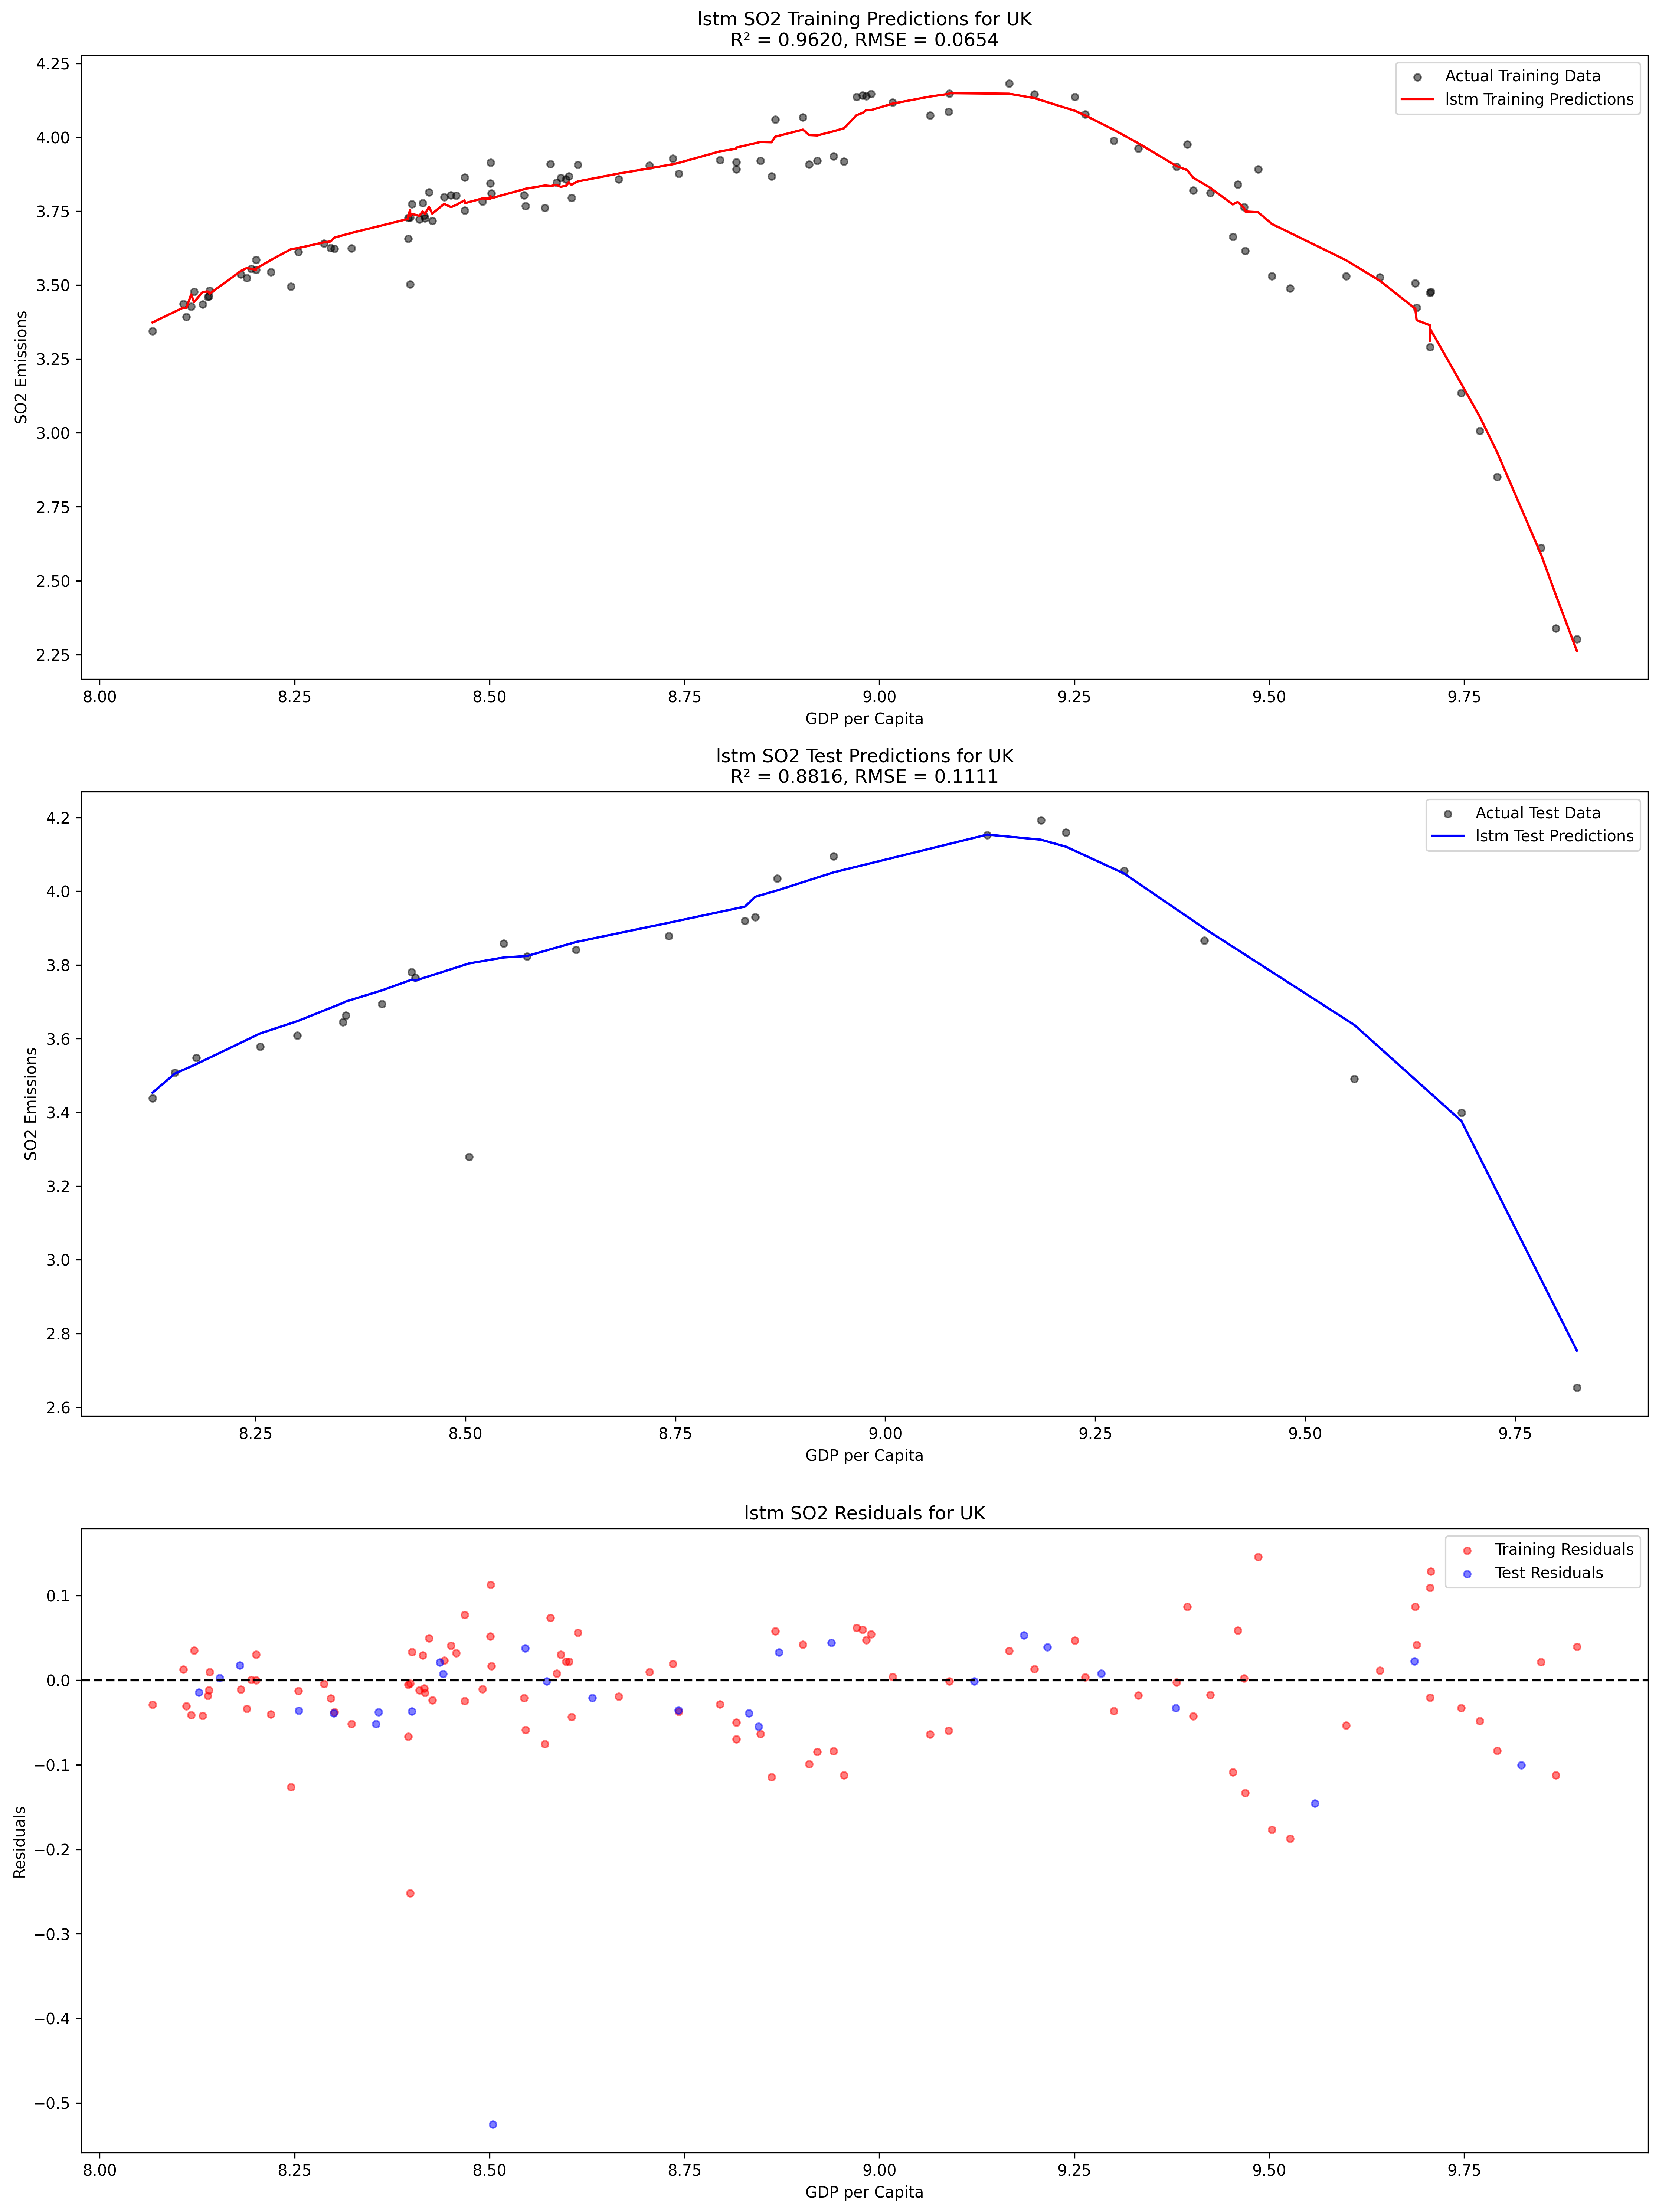 lstm SO2 Training Predictions for UK
R² = 0.9620, RMSE = 0.0654
Actual Training Data
lstm Training Predictions
4.25
4.00
3.75
3.50
3.25
3.00
2.75
2.50
2.25
SO2 Emissions
8.00 8.25 8.50 8.75 9.00 9.25 9.50 9.75
GDP per Capita
lstm SO2 Test Predictions for UK
R² = 0.8816, RMSE = 0.1111
Actual Test Data
lstm Test Predictions
4.2
4.0
3.8
3.6
3.4
3.2
3.0
2.8
2.6
SO2 Emissions
8.25 8.50 8.75 9.00 9.25 9.50 9.75
GDP per Capita
lstm SO2 Residuals for UK
Training Residuals
Test Residuals
0.1
0.0
−0.1
−0.2
−0.3
−0.4
−0.5
Residuals
8.00 8.25 8.50 8.75 9.00 9.25 9.50 9.75
GDP per Capita